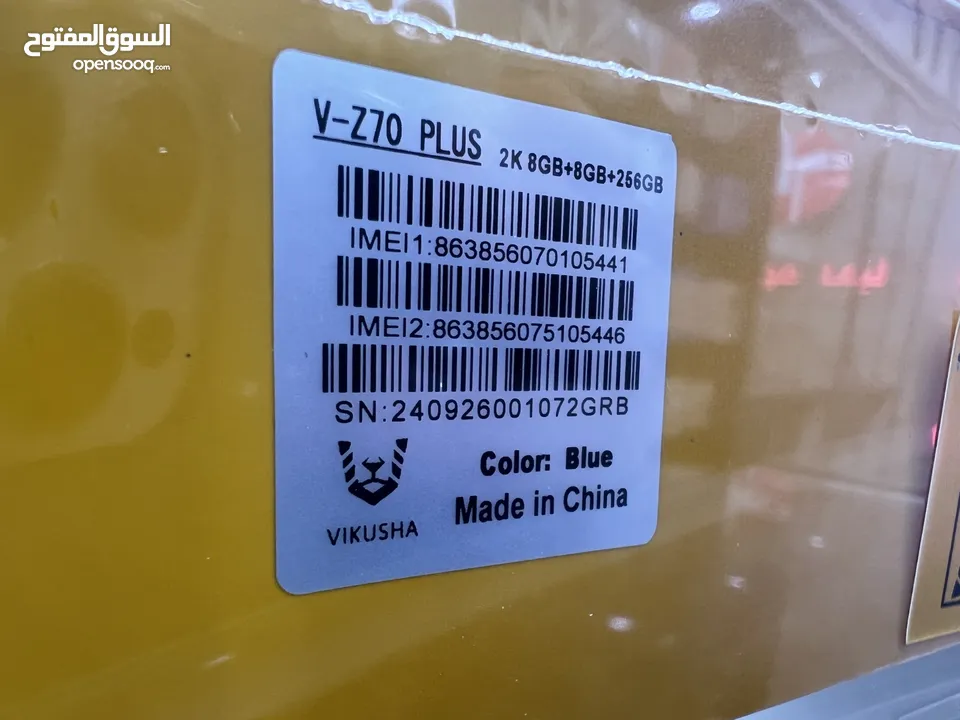 السوق المفتوح
opensooq.com
V-Z70 PLUS 2K 8GB+8GB+256GB
IMEI1:863856070105441
IMEI2:863856075105446
SN:240926001072GRB
Color: Blue
Made in China
VIKUSHA